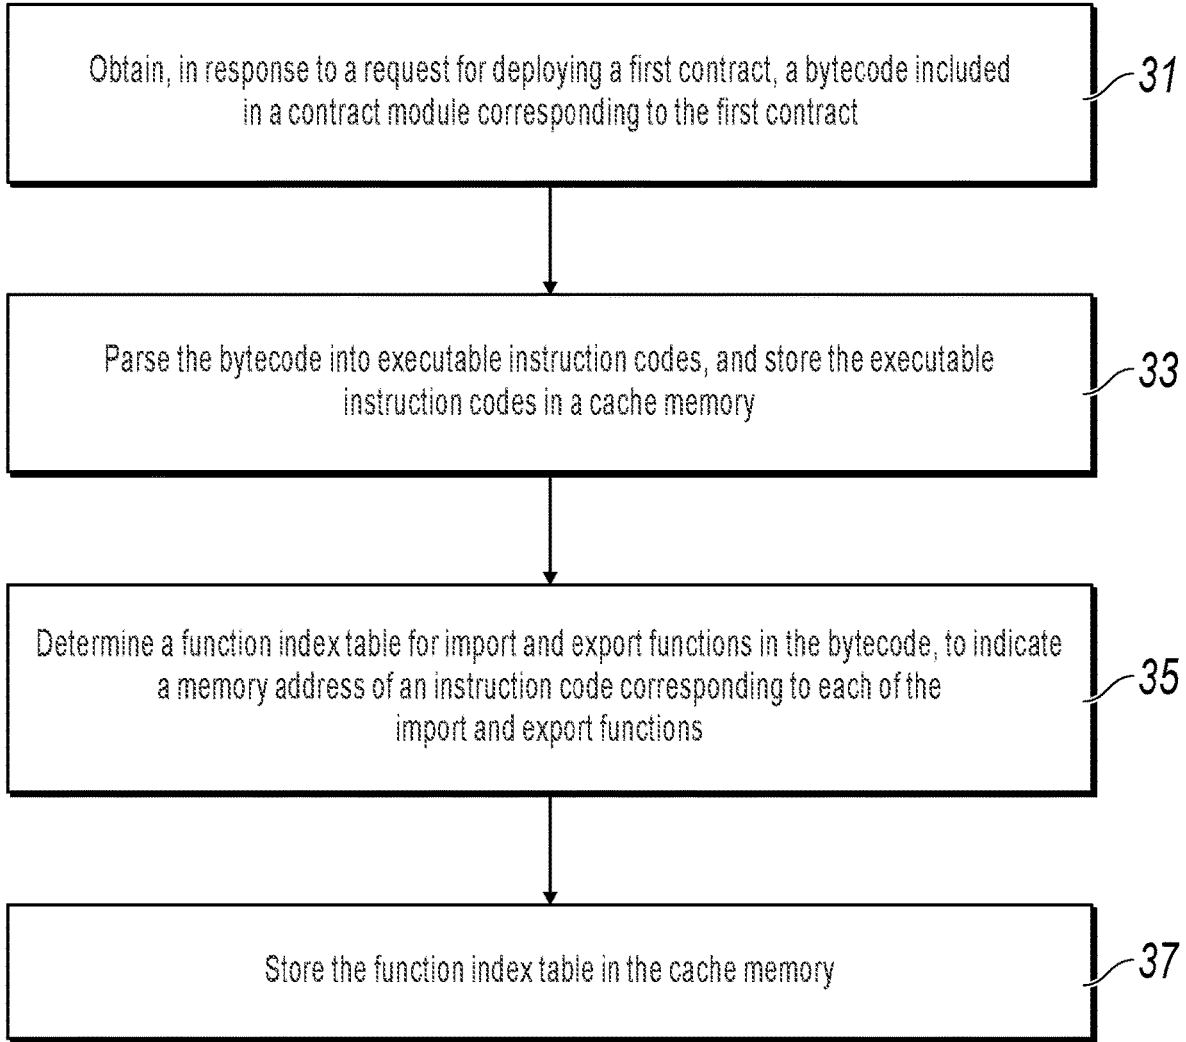 Obtain, in response to a request for deploying a first contract, a bytecode included
in a contract module corresponding to the first contract
31
Parse the bytecode into executable instruction codes, and store the executable
instruction codes in a cache memory
33
Determine a function index table for import and export functions in the bytecode, to indicate
a memory address of an instruction code corresponding to each of the
import and export functions
35
Store the function index table in the cache memory
37